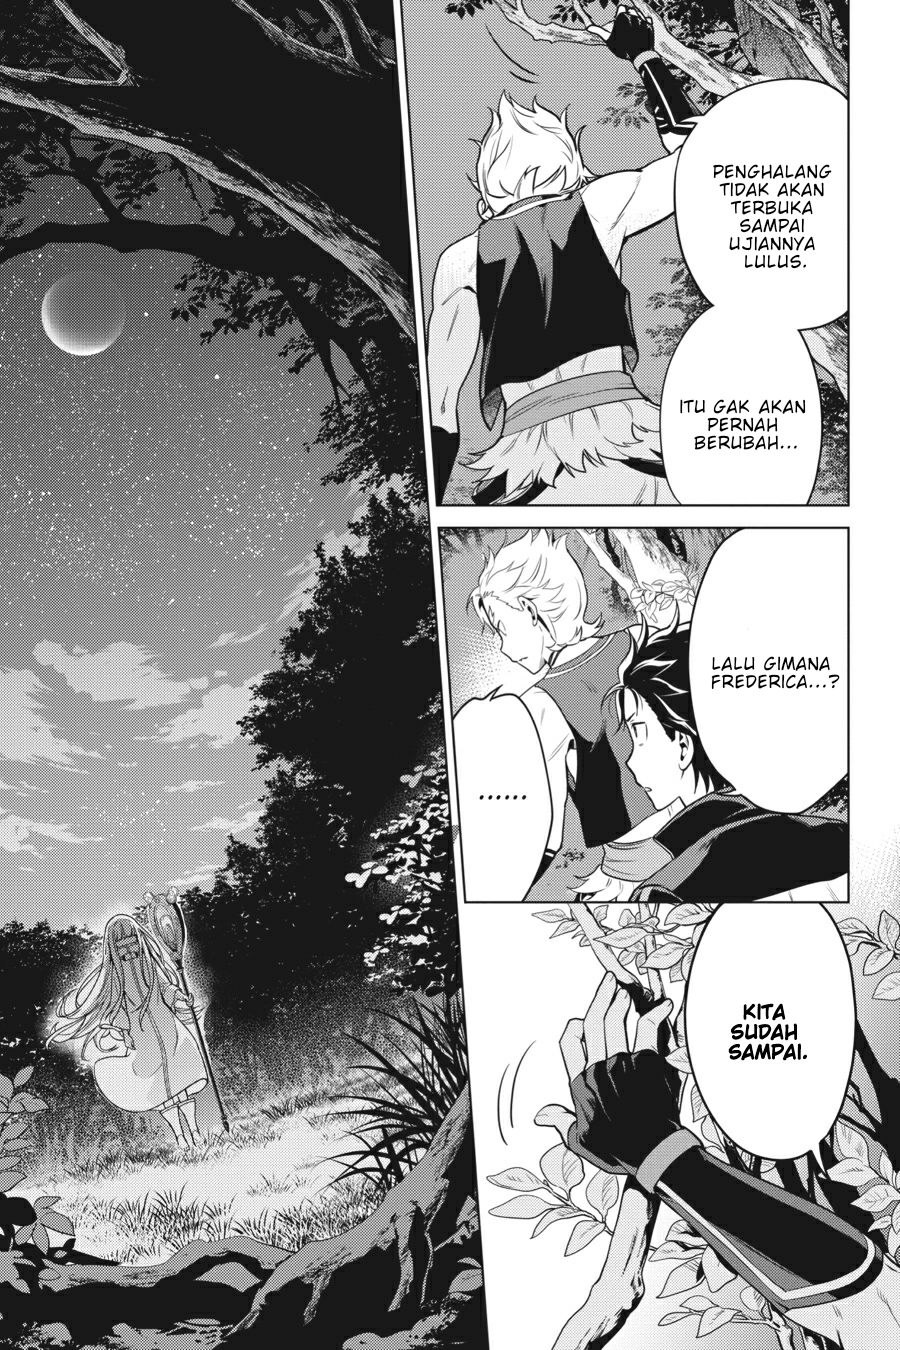 PENGHALANG
TIDAK AKAN
TERBUKA
SAMPAI
UJIANNYA
LULUS.
ITU GAK AKAN
PERNAH
BERUBAH...
LALU GIMANA
FREDERICA...?
......
KITA
SUDAH
SAMPAI.